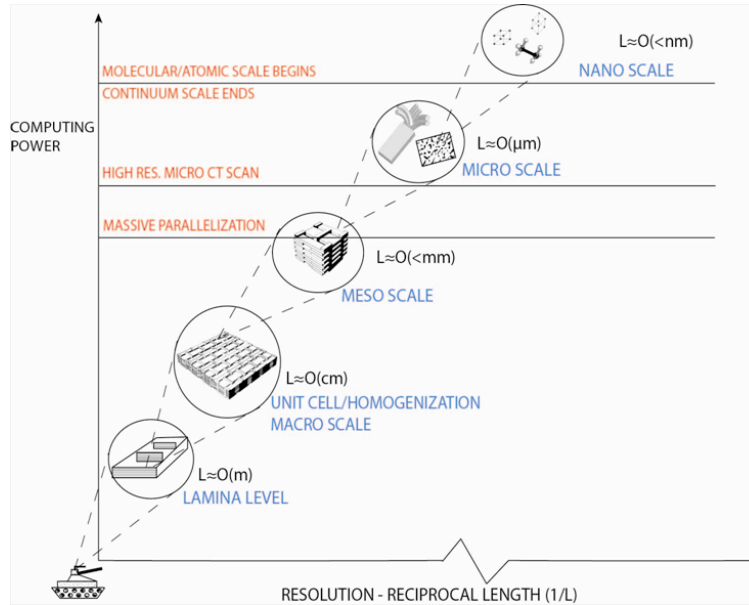 L≈O(<nm)
MOLECULAR/ATOMIC SCALE BEGINS
NANO SCALE
CONTINUUM SCALE ENDS
COMPUTING
POWER
L≈O(µm)
HIGH RES. MICRO CT SCAN
MICRO SCALE
MASSIVE PARALLELIZATION
L≈O(<mm)
MESO SCALE
L≈O(cm)
UNIT CELL/HOMOGENIZATION
MACRO SCALE
L≈O(m)
LAMINA LEVEL
RESOLUTION - RECIPROCAL LENGTH (1/L)